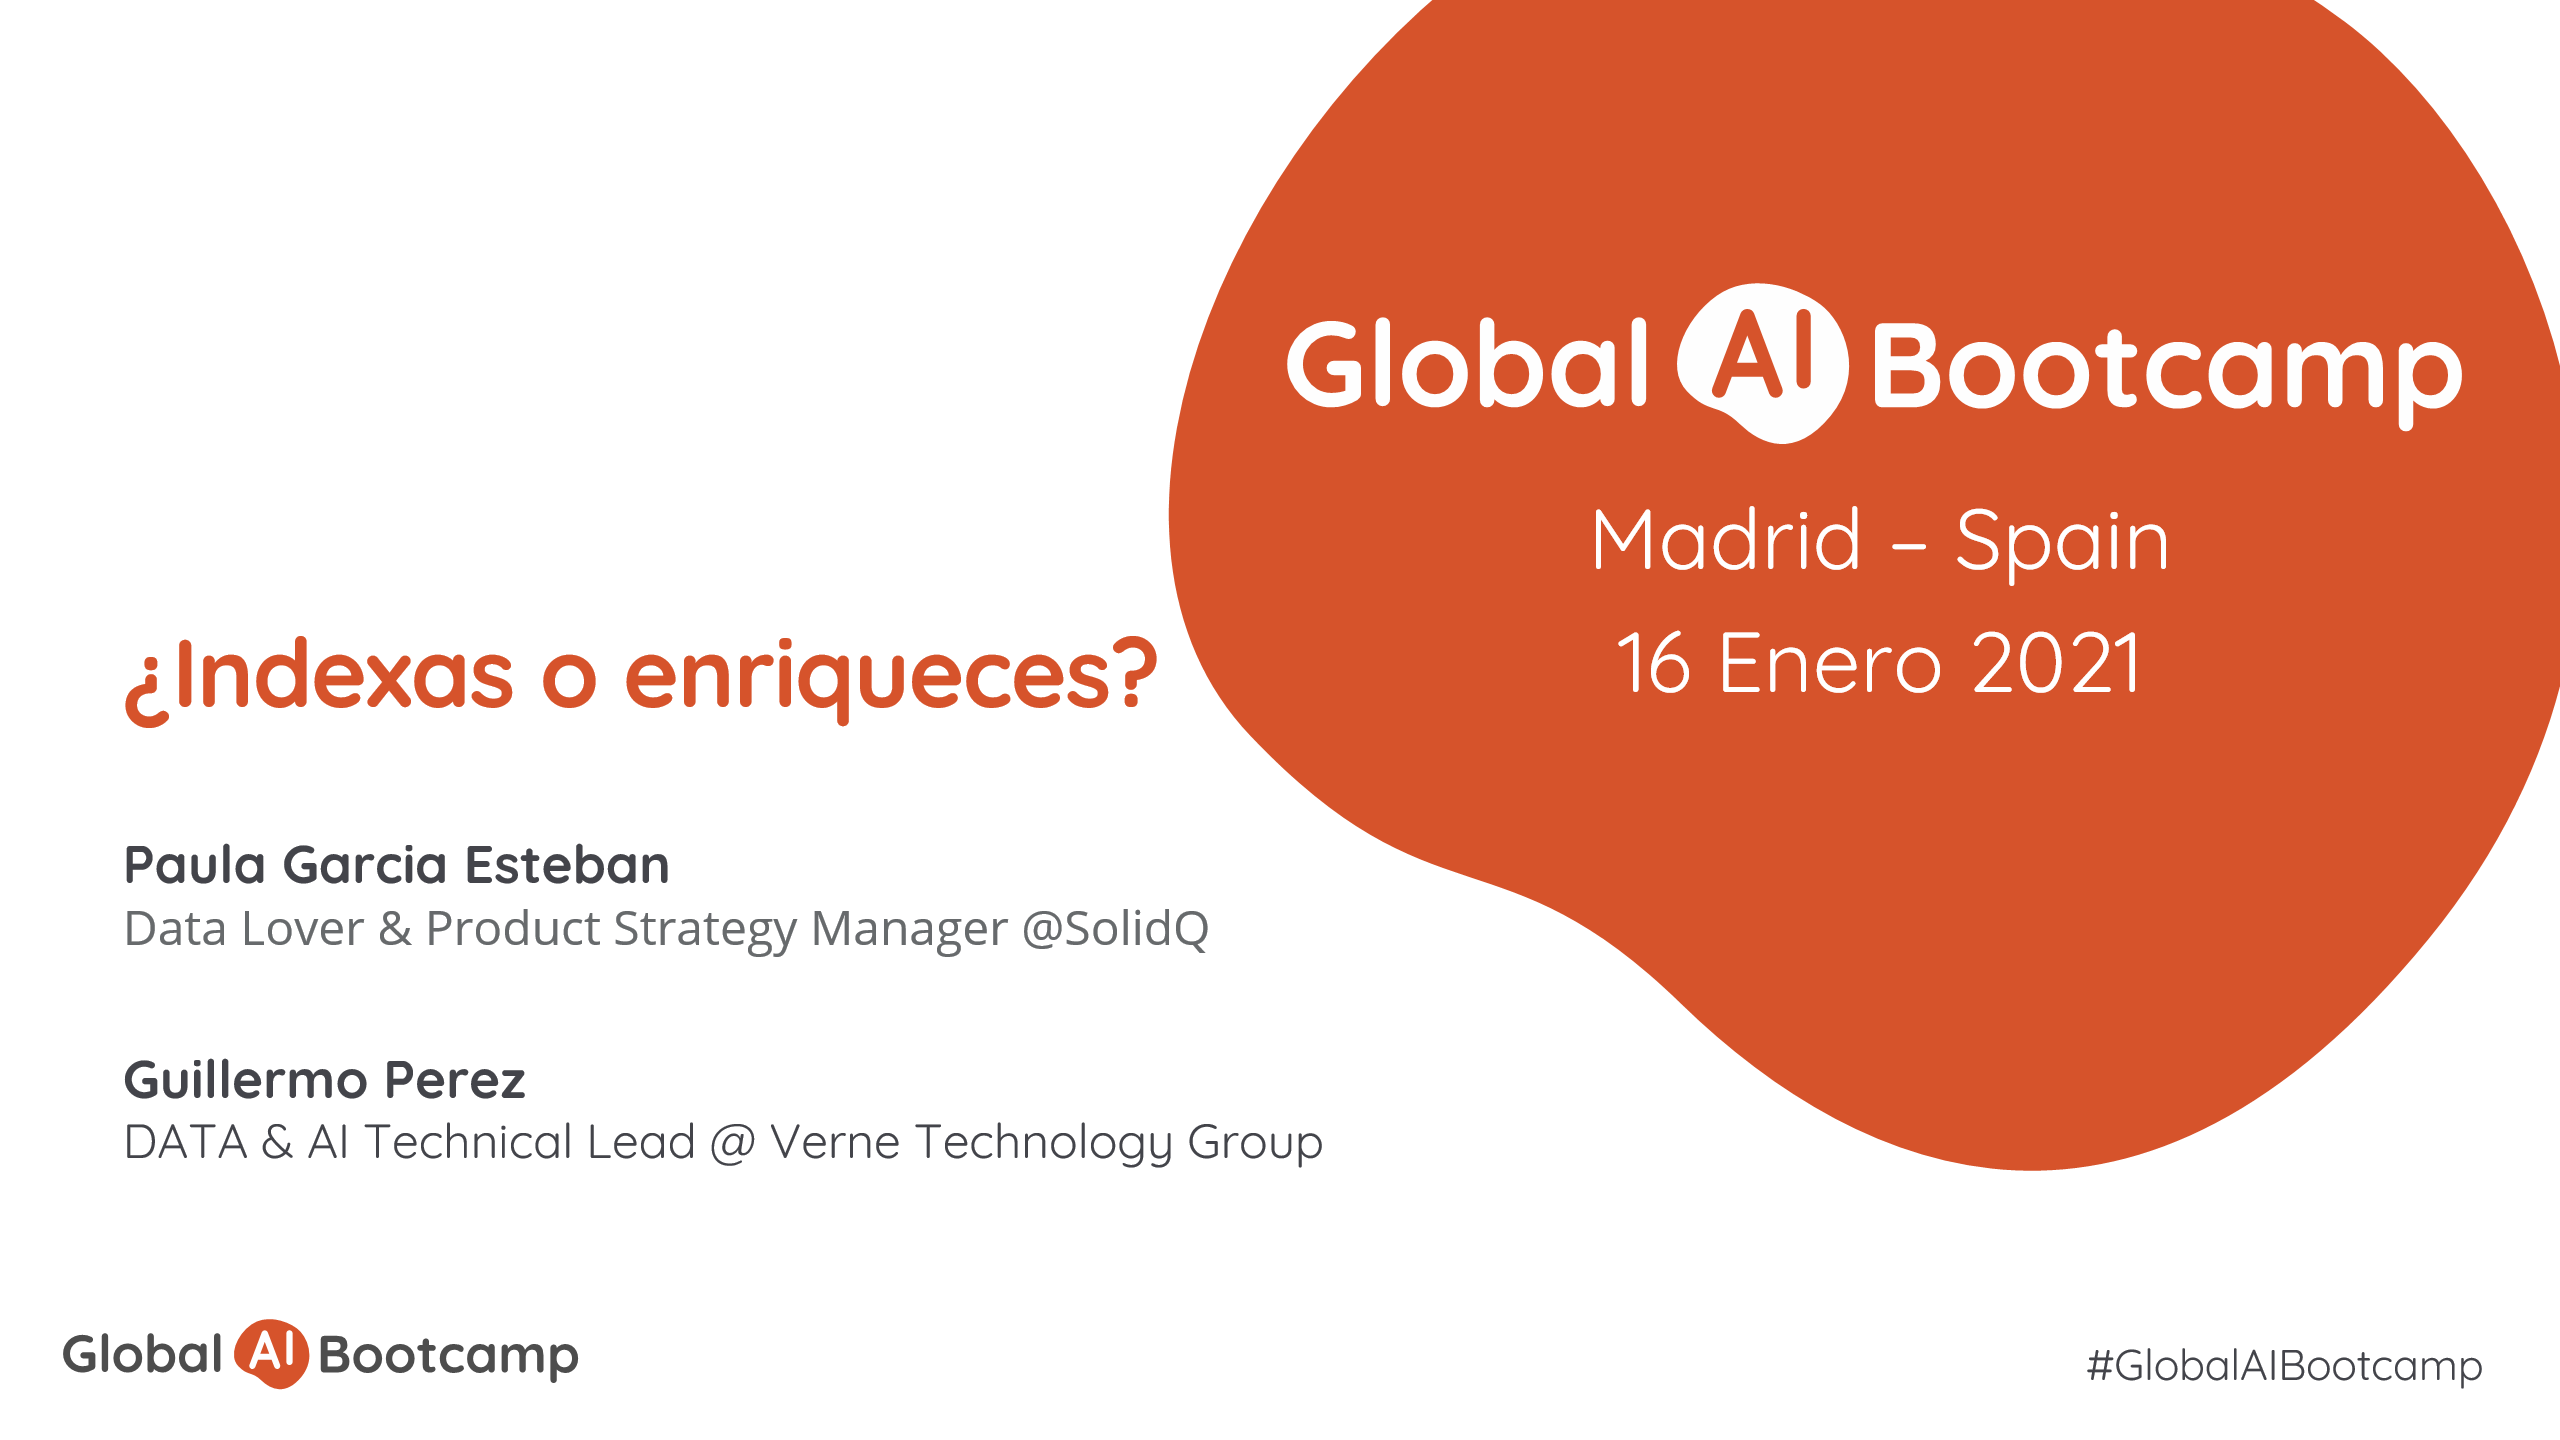 Global AI Bootcamp
Madrid – Spain
16 Enero 2021
¿Indexas o enriqueces?
Paula Garcia Esteban
Data Lover & Product Strategy Manager @SolidQ
Guillermo Perez
DATA & AI Technical Lead @ Verne Technology Group
Global AI Bootcamp
#GlobalAIBootcamp